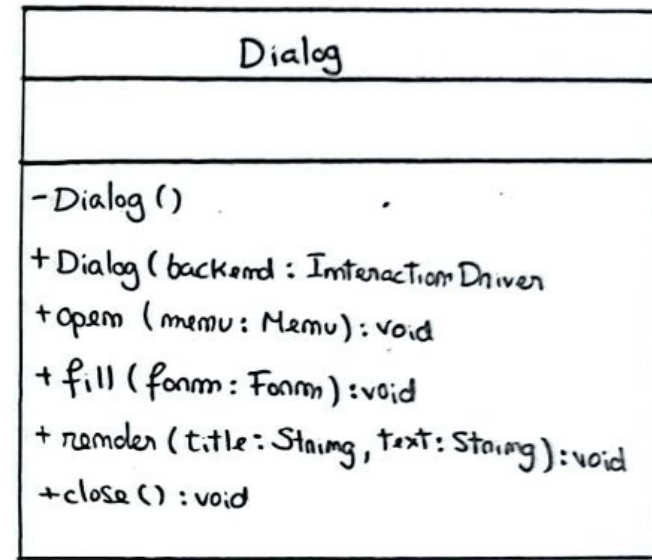 Dialog
-Dialog()
+Dialog(backend : InteractionDriver
+open (menu: Menu): void
+fill(form: Form): void
+render(title: String, text: String): void
+close() : void